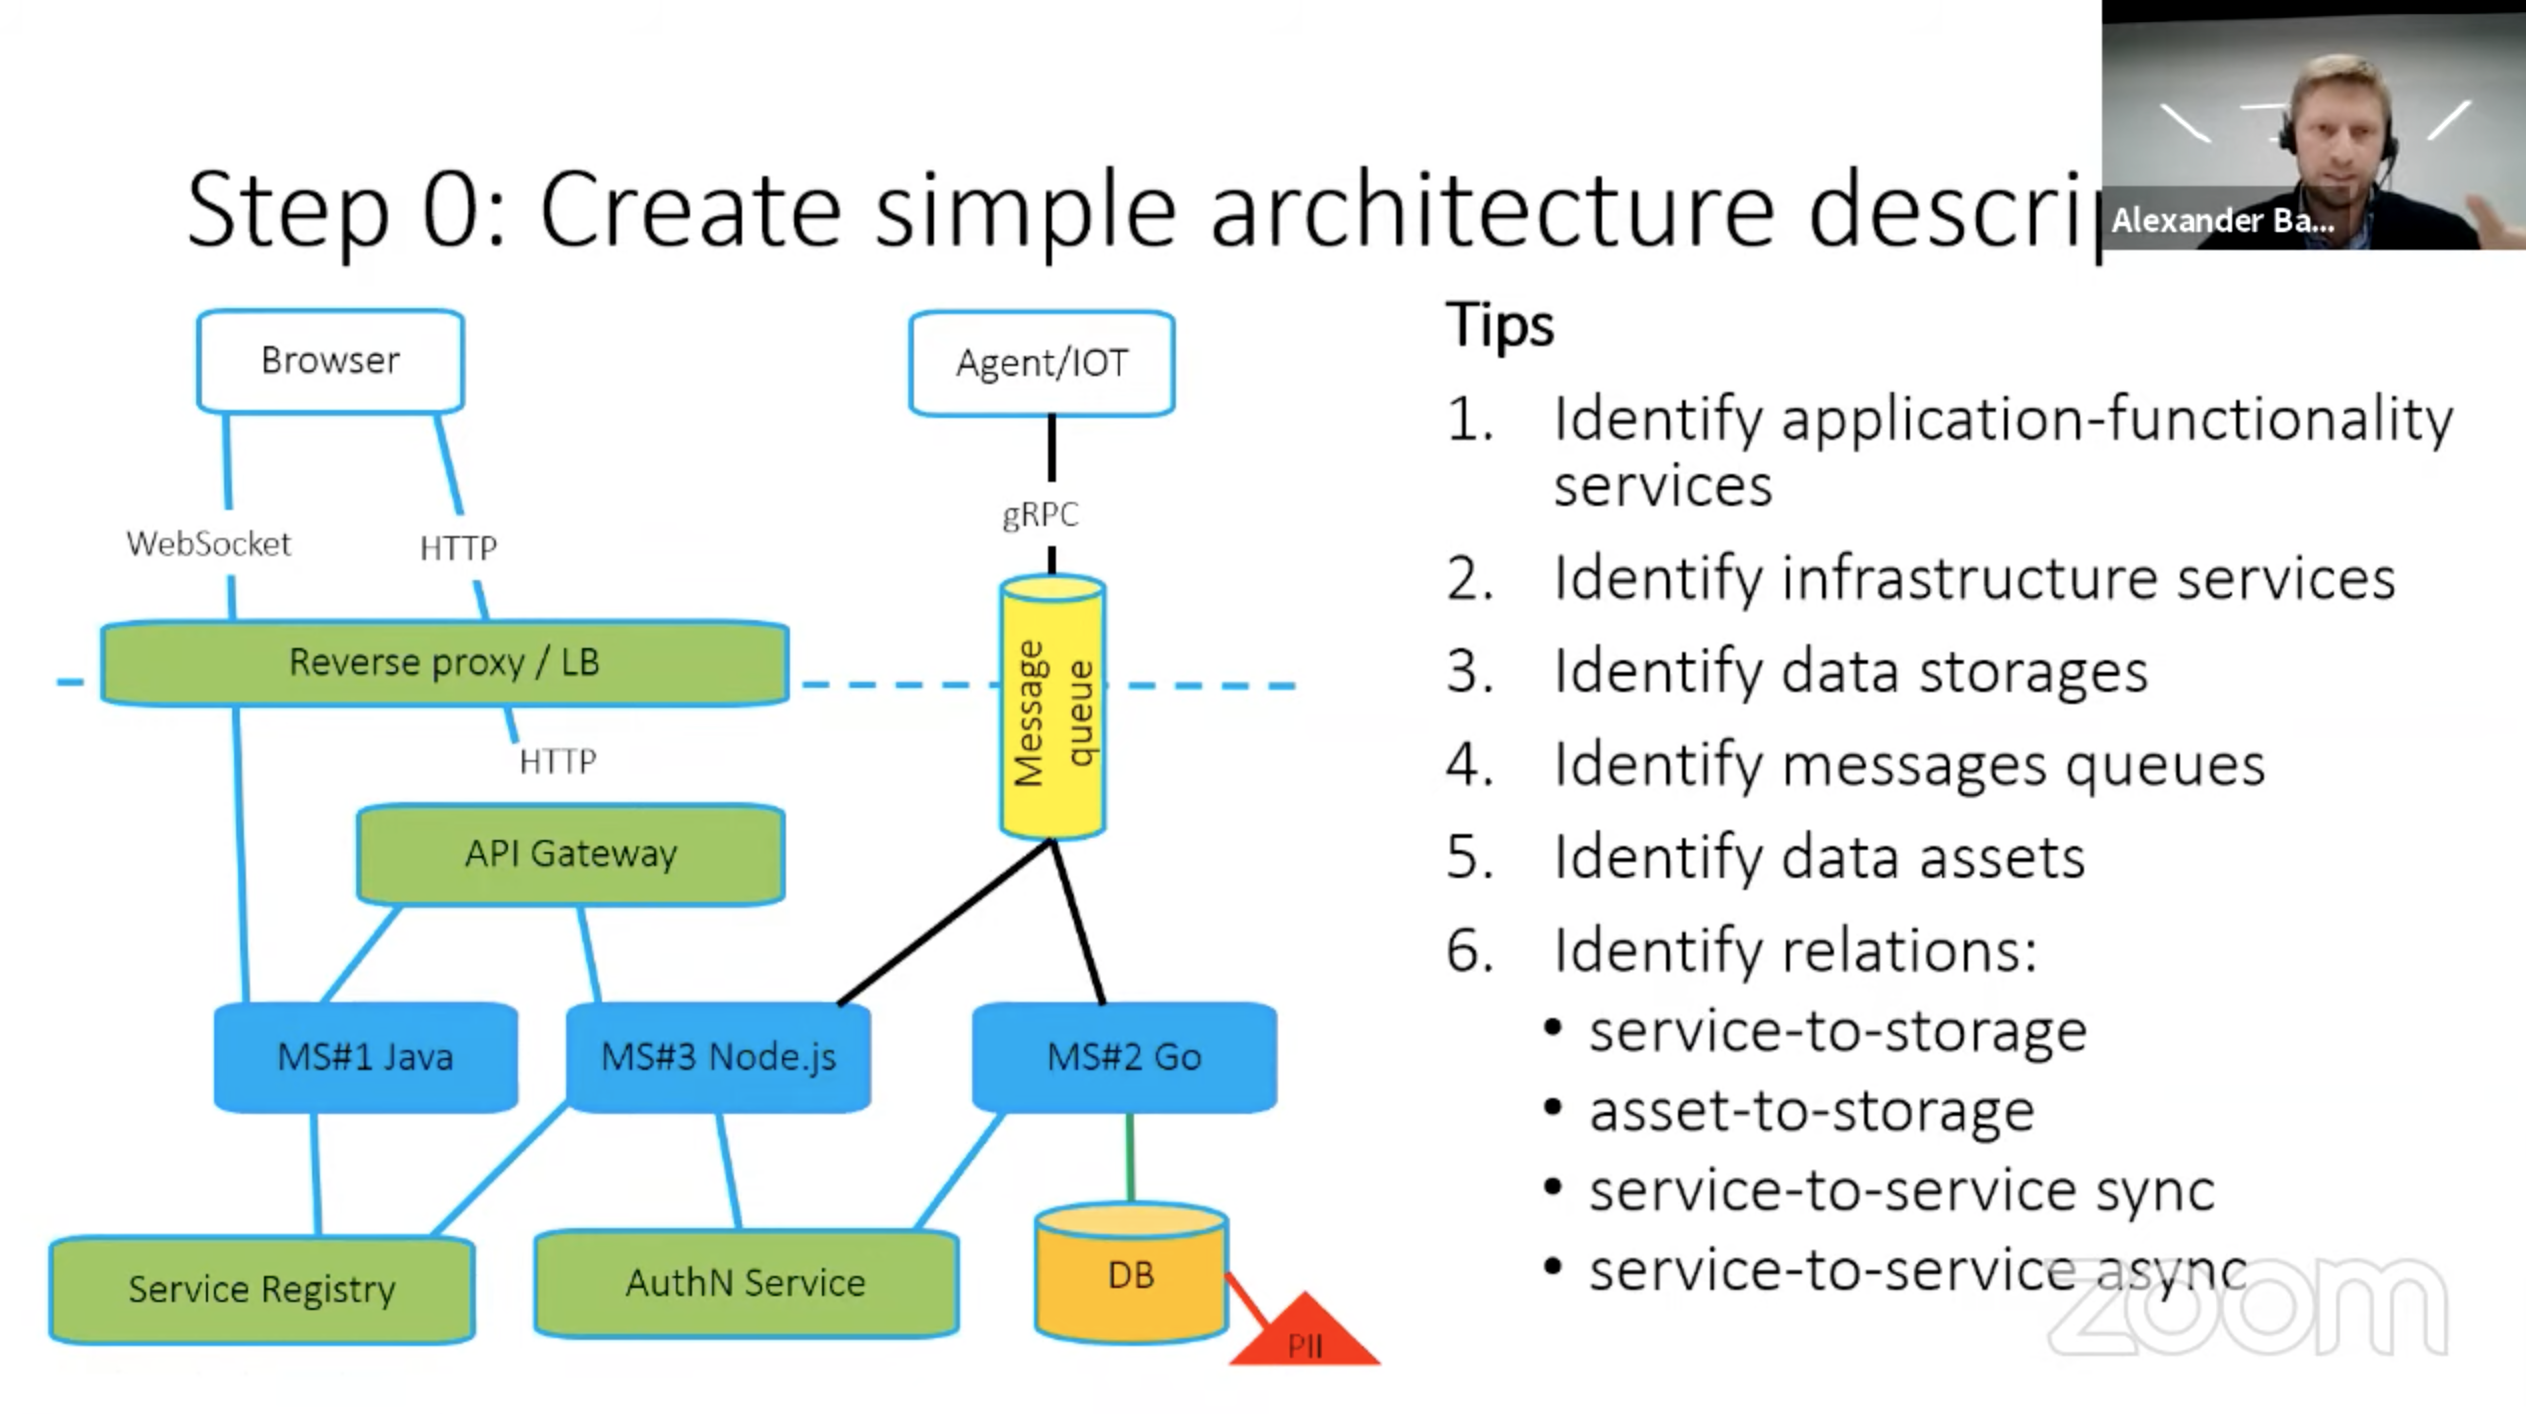 Step 0: Create simple architecture descrip
Alexander Ba...
Browser
Agent/IOT
WebSocket
HTTP
gRPC
Reverse proxy / LB
Message
queue
HTTP
API Gateway
MS#1 Java
MS#3 Node.js
MS#2 Go
Service Registry
AuthN Service
DB
PII
Tips
1. Identify application-functionality
services
2. Identify infrastructure services
3. Identify data storages
4. Identify messages queues
5. Identify data assets
6. Identify relations:
• service-to-storage
• asset-to-storage
• service-to-service sync
• service-to-service async
zoom